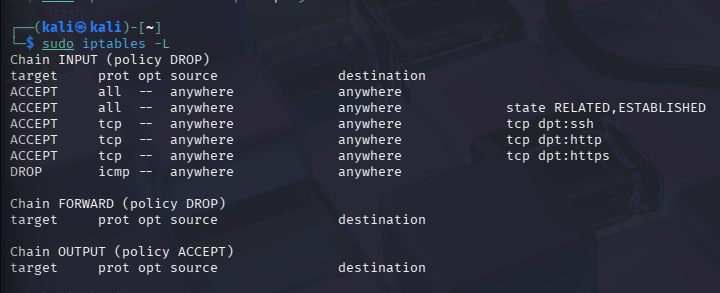 ┌──(kali㉿kali)-[~]
└─$ sudo iptables -L
Chain INPUT (policy DROP)
target     prot opt source               destination
ACCEPT     all  --  anywhere             anywhere
ACCEPT     all  --  anywhere             anywhere             state RELATED,ESTABLISHED
ACCEPT     tcp  --  anywhere             anywhere             tcp dpt:ssh
ACCEPT     tcp  --  anywhere             anywhere             tcp dpt:http
ACCEPT     tcp  --  anywhere             anywhere             tcp dpt:https
DROP       icmp --  anywhere             anywhere
Chain FORWARD (policy DROP)
target     prot opt source               destination
Chain OUTPUT (policy ACCEPT)
target     prot opt source               destination